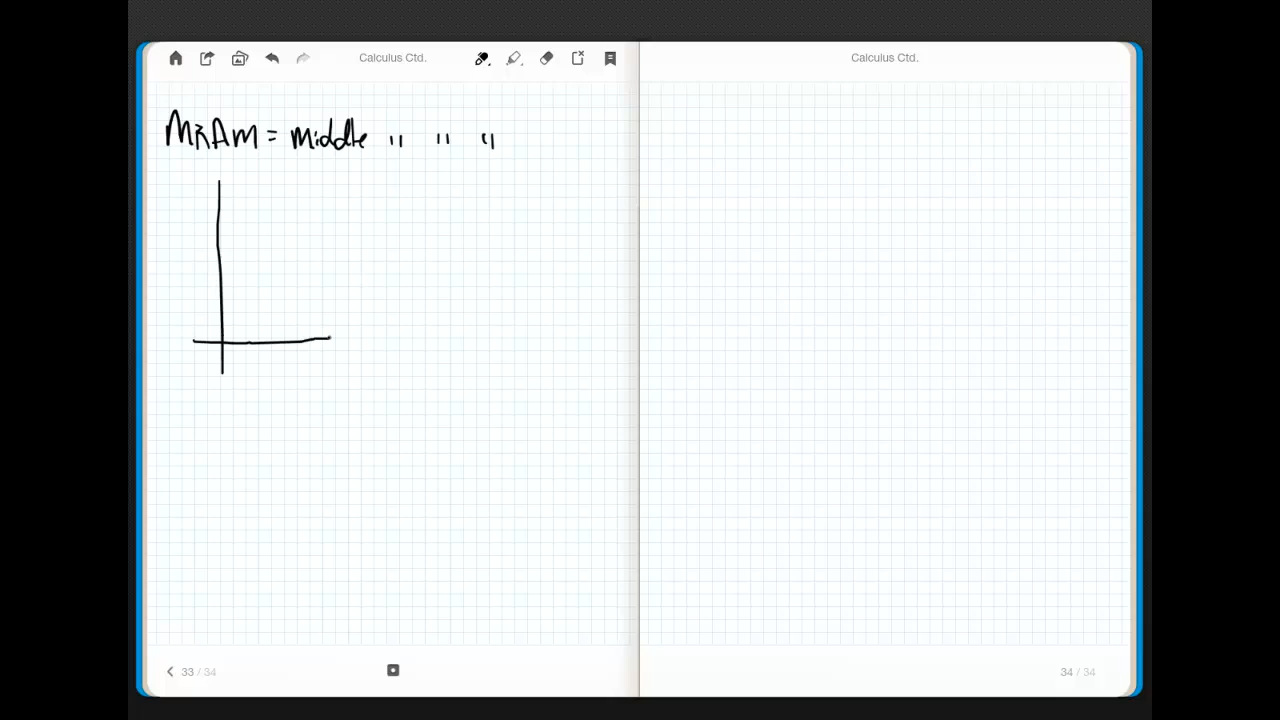 Calculus Ctd.
Calculus Ctd.
MRAM = Middle " " "
33 / 34
34 / 34